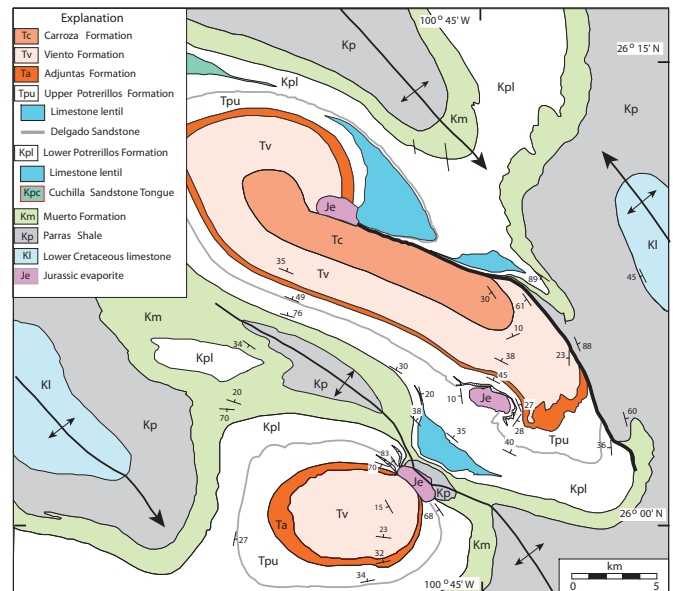 Explanation
Tc Carroza Formation
Tv Viento Formation
Ta Adjuntas Formation
Tpu Upper Potrerillos Formation
Limestone lentil
Delgado Sandstone
Kpl Lower Potrerillos Formation
Limestone lentil
Kpc Cuchilla Sandstone Tongue
Km Muerto Formation
Kp Parras Shale
Kl Lower Cretaceous limestone
Je Jurassic evaporite
100° 45' W
26° 15' N
Kp
Kpl
Kpl
Tpu
Km
Kp
Tv
Je
Kl
Tc
45
35
Tv
89
30
61
49
76
10
Km
34
88
23
38
Kpl
30
45
Kl
Kp
20
10
Je
27
20
38
60
Kp
70
28
Tpu
Kpl
35
40
36
83
70
Je
Kp
Kpl
Ta
Tv
15
68
26° 00' N
23
27
Km
32
Tpu
34
100° 45' W
km
0 5